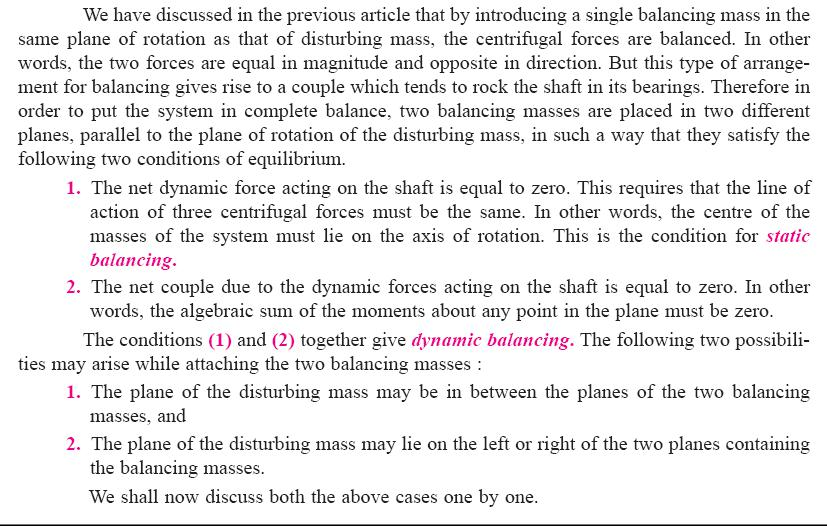 We have discussed in the previous article that by introducing a single balancing mass in the
same plane of rotation as that of disturbing mass, the centrifugal forces are balanced. In other
words, the two forces are equal in magnitude and opposite in direction. But this type of arrange-
ment for balancing gives rise to a couple which tends to rock the shaft in its bearings. Therefore in
order to put the system in complete balance, two balancing masses are placed in two different
planes, parallel to the plane of rotation of the disturbing mass, in such a way that they satisfy the
following two conditions of equilibrium.
1. The net dynamic force acting on the shaft is equal to zero. This requires that the line of
action of three centrifugal forces must be the same. In other words, the centre of the
masses of the system must lie on the axis of rotation. This is the condition for static
balancing.
2. The net couple due to the dynamic forces acting on the shaft is equal to zero. In other
words, the algebraic sum of the moments about any point in the plane must be zero.
The conditions (1) and (2) together give dynamic balancing. The following two possibili-
ties may arise while attaching the two balancing masses :
1. The plane of the disturbing mass may be in between the planes of the two balancing
masses, and
2. The plane of the disturbing mass may lie on the left or right of the two planes containing
the balancing masses.
We shall now discuss both the above cases one by one.